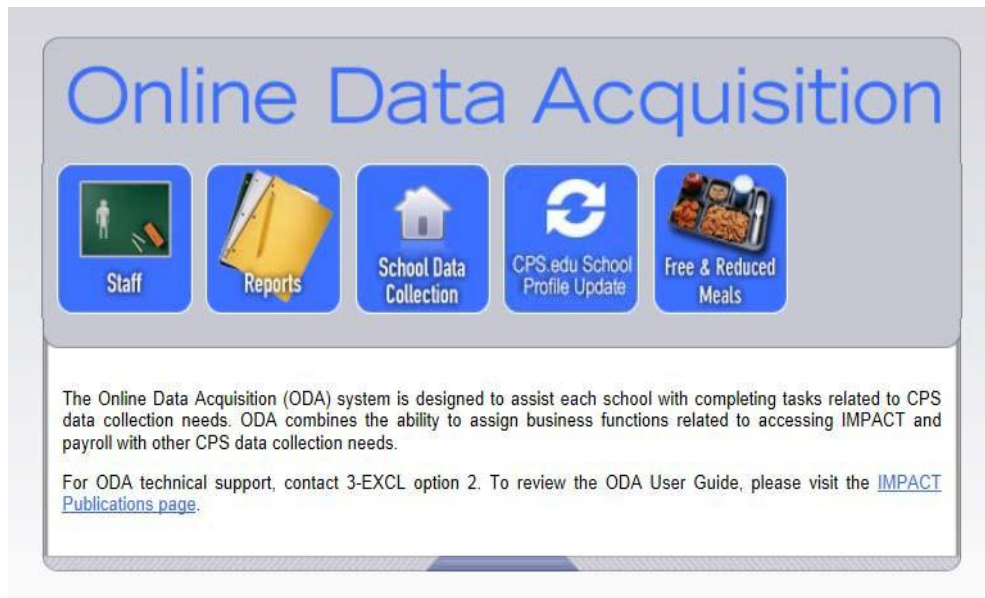 Online Data Acquisition
Staff
Reports
School Data
Collection
CPS.edu School
Profile Update
Free & Reduced
Meals
The Online Data Acquisition (ODA) system is designed to assist each school with completing tasks related to CPS
data collection needs. ODA combines the ability to assign business functions related to accessing IMPACT and
payroll with other CPS data collection needs.
For ODA technical support, contact 3-EXCL option 2. To review the ODA User Guide, please visit the IMPACT
Publications page.